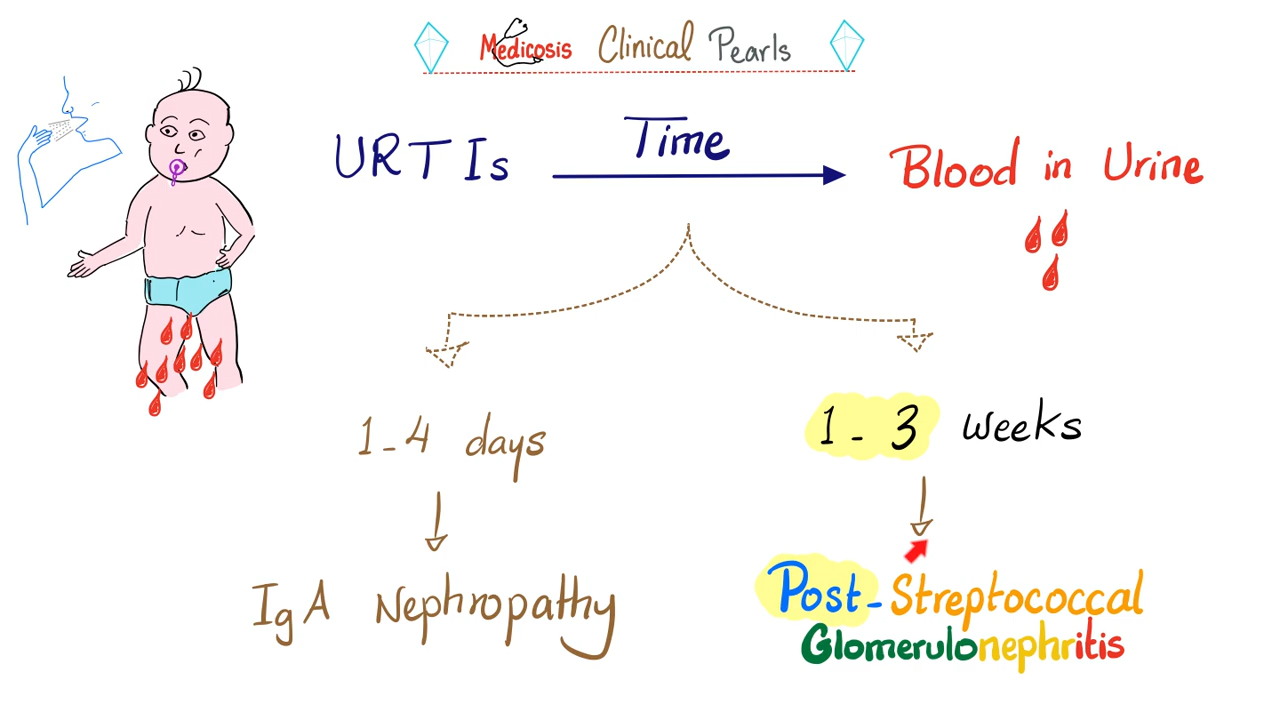 Medicosis Clinical Pearls
URTIs Time Blood in Urine
1-4 days 1-3 weeks
IgA Nephropathy Post-Streptococcal
Glomerulonephritis